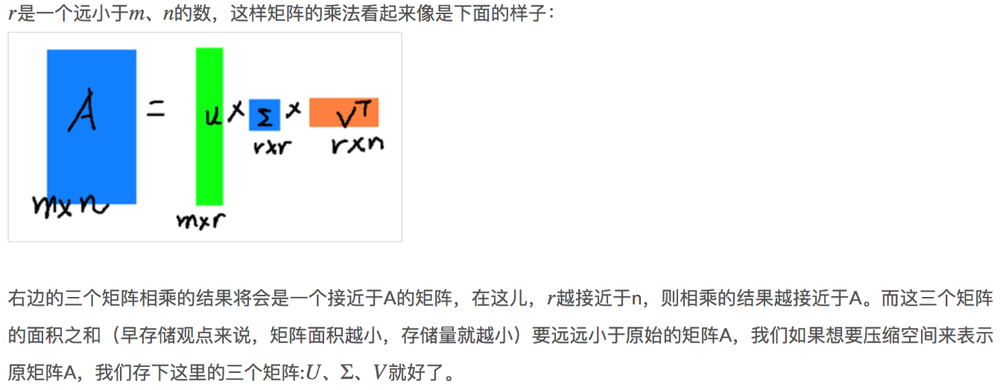 r是一个远小于m、n的数，这样矩阵的乘法看起来像是下面的样子：
A = U × Σ × V^T
r×r r×n
m×n
m×r
右边的三个矩阵相乘的结果将会是一个接近于A的矩阵，在这儿，r越接近于n，则相乘的结果越接近于A。而这三个矩阵
的面积之和（早存储观点来说，矩阵面积越小，存储量就越小）要远远小于原始的矩阵A，我们如果想要压缩空间来表示
原矩阵A，我们存下这里的三个矩阵:U、Σ、V就好了。